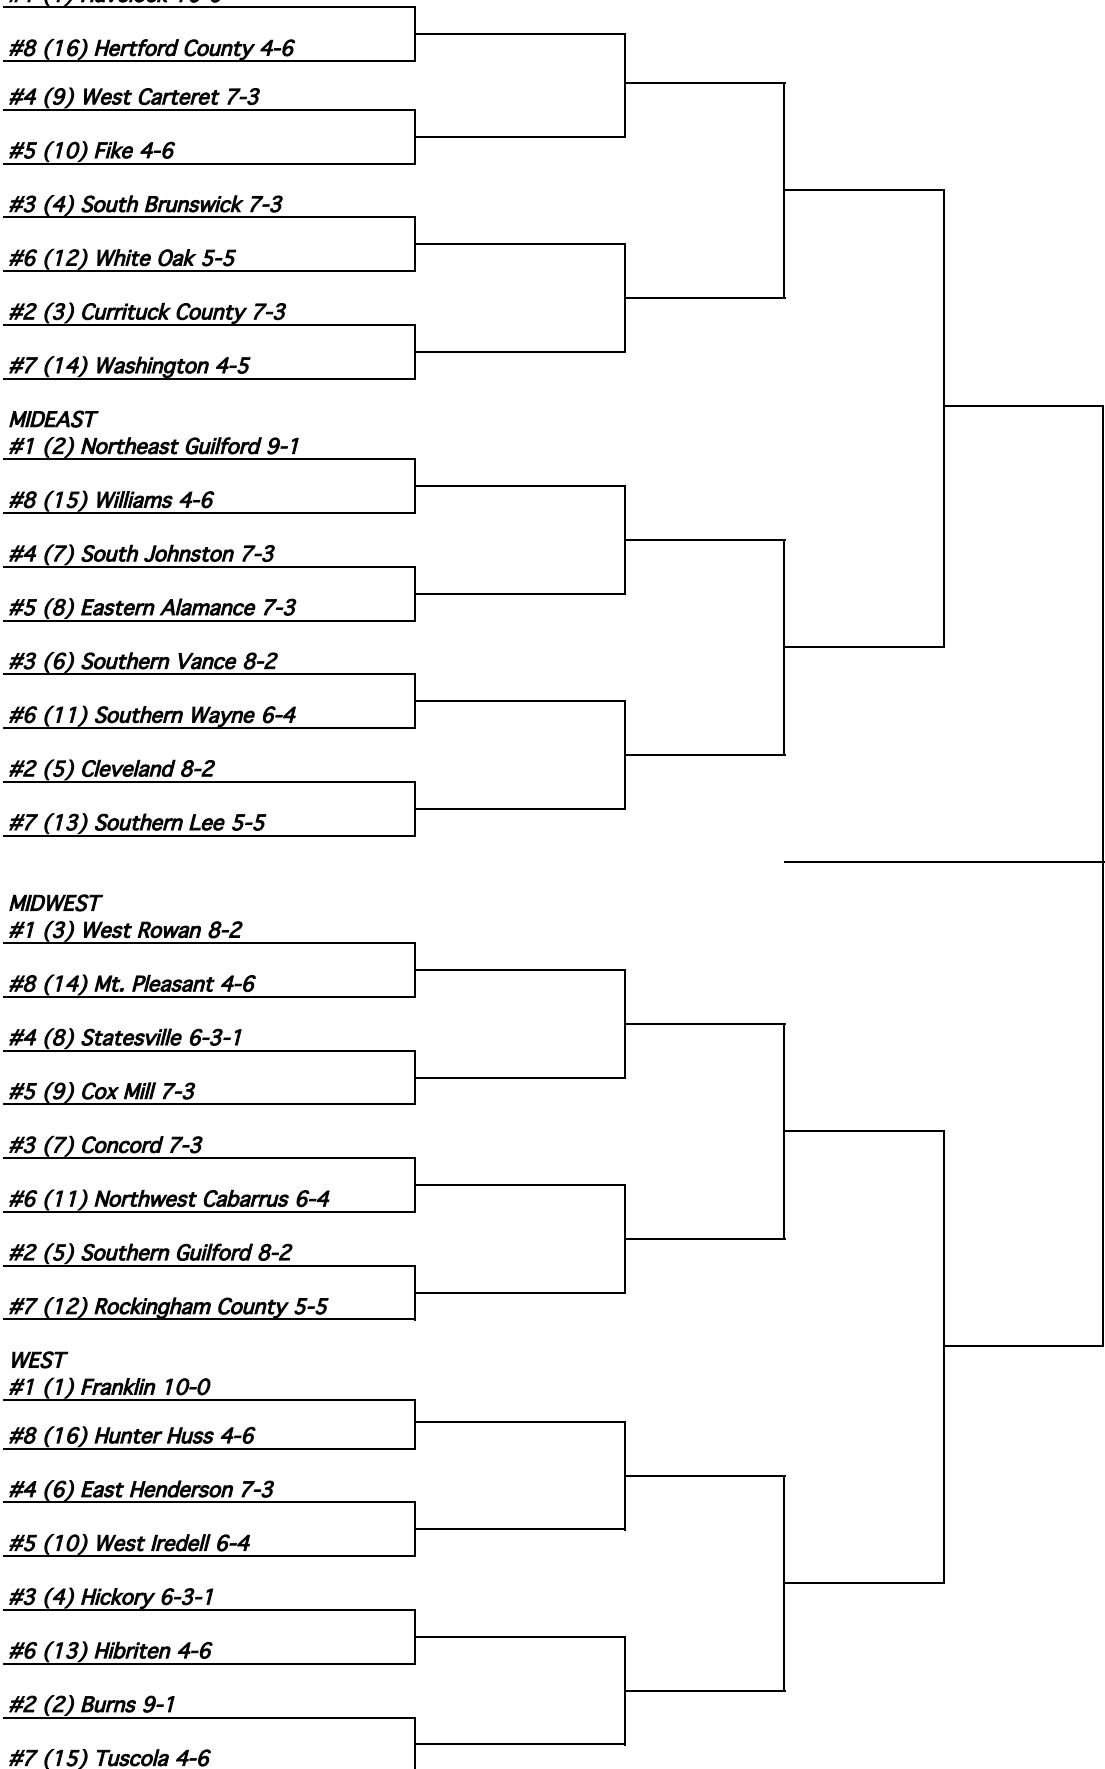 #8 (16) Hertford County 4-6
#4 (9) West Carteret 7-3
#5 (10) Fike 4-6
#3 (4) South Brunswick 7-3
#6 (12) White Oak 5-5
#2 (3) Currituck County 7-3
#7 (14) Washington 4-5
MIDEAST
#1 (2) Northeast Guilford 9-1
#8 (15) Williams 4-6
#4 (7) South Johnston 7-3
#5 (8) Eastern Alamance 7-3
#3 (6) Southern Vance 8-2
#6 (11) Southern Wayne 6-4
#2 (5) Cleveland 8-2
#7 (13) Southern Lee 5-5
MIDWEST
#1 (3) West Rowan 8-2
#8 (14) Mt. Pleasant 4-6
#4 (8) Statesville 6-3-1
#5 (9) Cox Mill 7-3
#3 (7) Concord 7-3
#6 (11) Northwest Cabarrus 6-4
#2 (5) Southern Guilford 8-2
#7 (12) Rockingham County 5-5
WEST
#1 (1) Franklin 10-0
#8 (16) Hunter Huss 4-6
#4 (6) East Henderson 7-3
#5 (10) West Iredell 6-4
#3 (4) Hickory 6-3-1
#6 (13) Hibriten 4-6
#2 (2) Burns 9-1
#7 (15) Tuscola 4-6